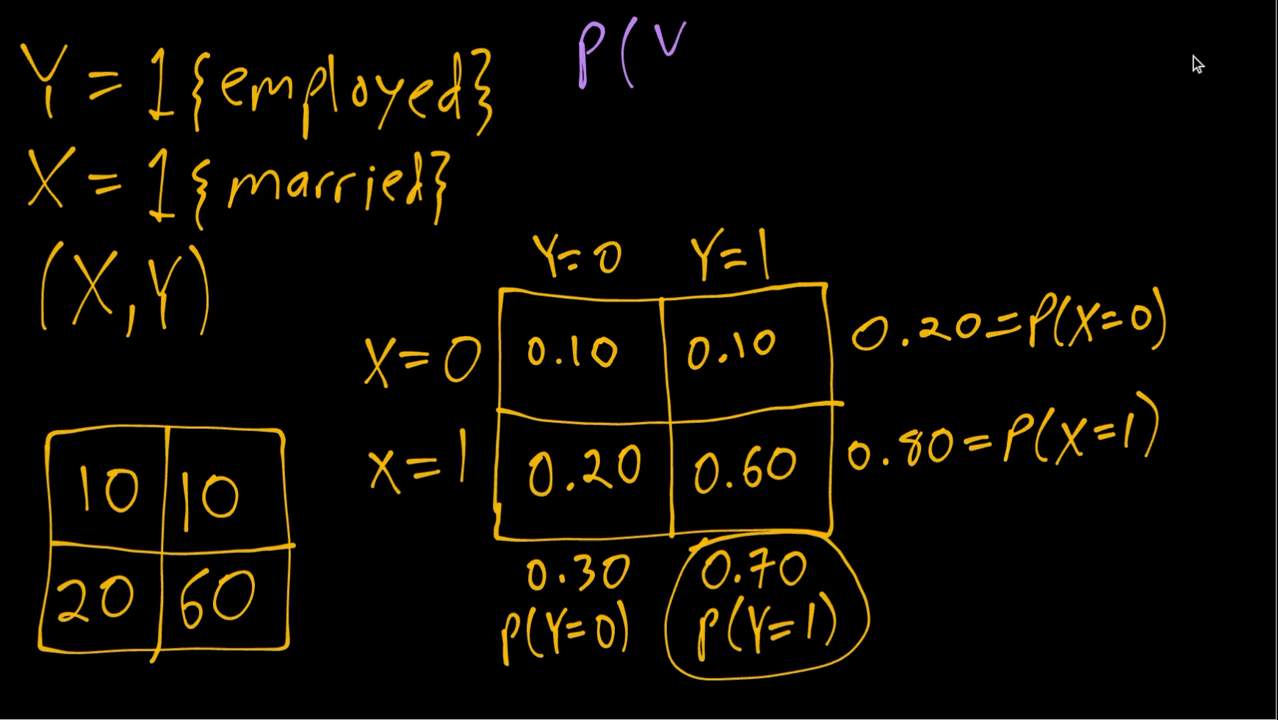 P(V
Y = 1{employed}
X = 1{married}
(X,Y)
Y=0 Y=1
X=0 0.10 0.10 0.20=P(X=0)
X=1 0.20 0.60 0.80=P(X=1)
10 10
20 60
0.30 0.70
P(Y=0) P(Y=1)